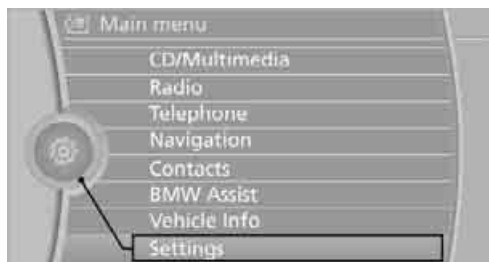 Main menu
CD/Multimedia
Radio
Telephone
Navigation
Contacts
BMW Assist
Vehicle Info
Settings